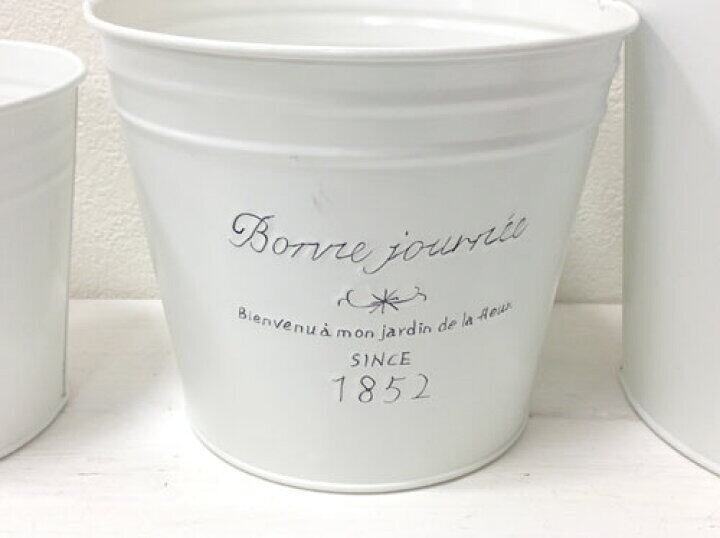 Bonne journée
Bienvenu à mon jardin de la fleur.
SINCE
1852